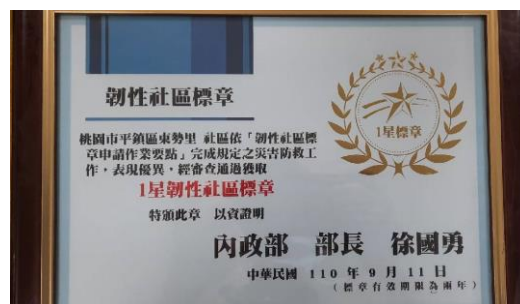 韌性社區標章
1星標章
桃園市平鎮區東勢里 社區依「韌性社區標
章申請作業要點」完成規定之災害防救工
作，表現優異，經審查通過獲取
1星韌性社區標章
特頒此章 以資證明
內政部 部長 徐國勇
中華民國 110 年 9 月 11 日
(標章有效期限為兩年)